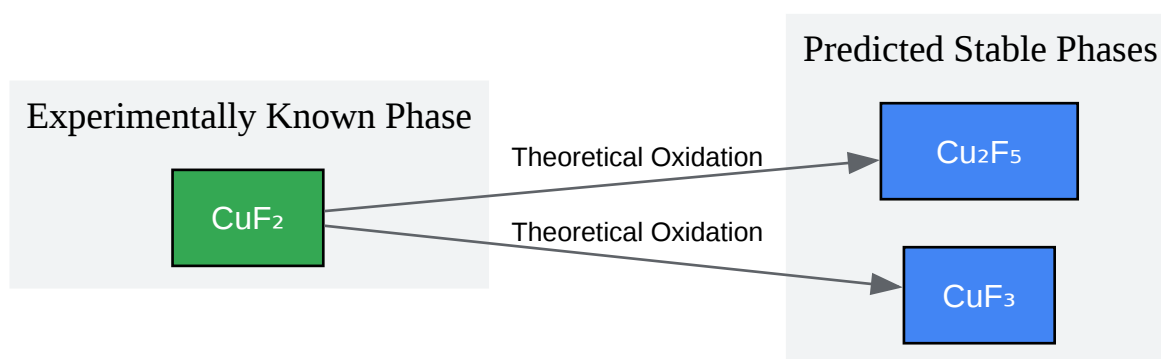 Experimentally Known Phase
CuF₂
Theoretical Oxidation
Theoretical Oxidation
Predicted Stable Phases
Cu₂F₅
CuF₃